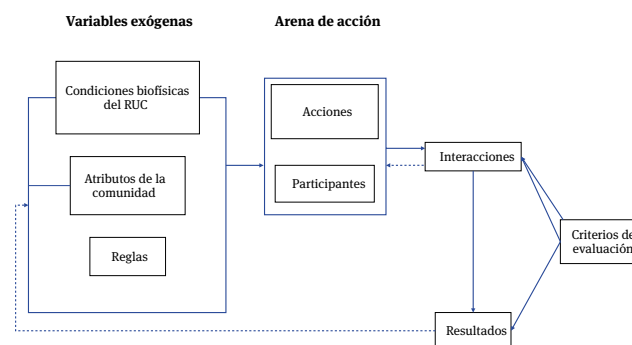 Variables exógenas
Arena de acción
Condiciones biofísicas
del RUC
Acciones
Atributos de la
comunidad
Participantes
Interacciones
Reglas
Criterios de
evaluación
Resultados